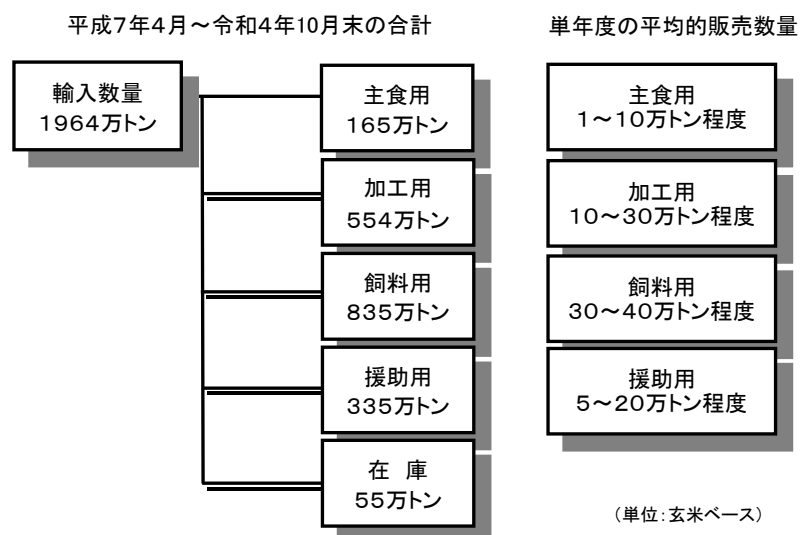 平成7年4月～令和4年10月末の合計
単年度の平均的販売数量
輸入数量
１９６４万トン
主食用
１６５万トン
加工用
５５４万トン
飼料用
８３５万トン
援助用
３３５万トン
在　庫
５５万トン
主食用
１～１０万トン程度
加工用
１０～３０万トン程度
飼料用
３０～４０万トン程度
援助用
５～２０万トン程度
（単位：玄米ベース）